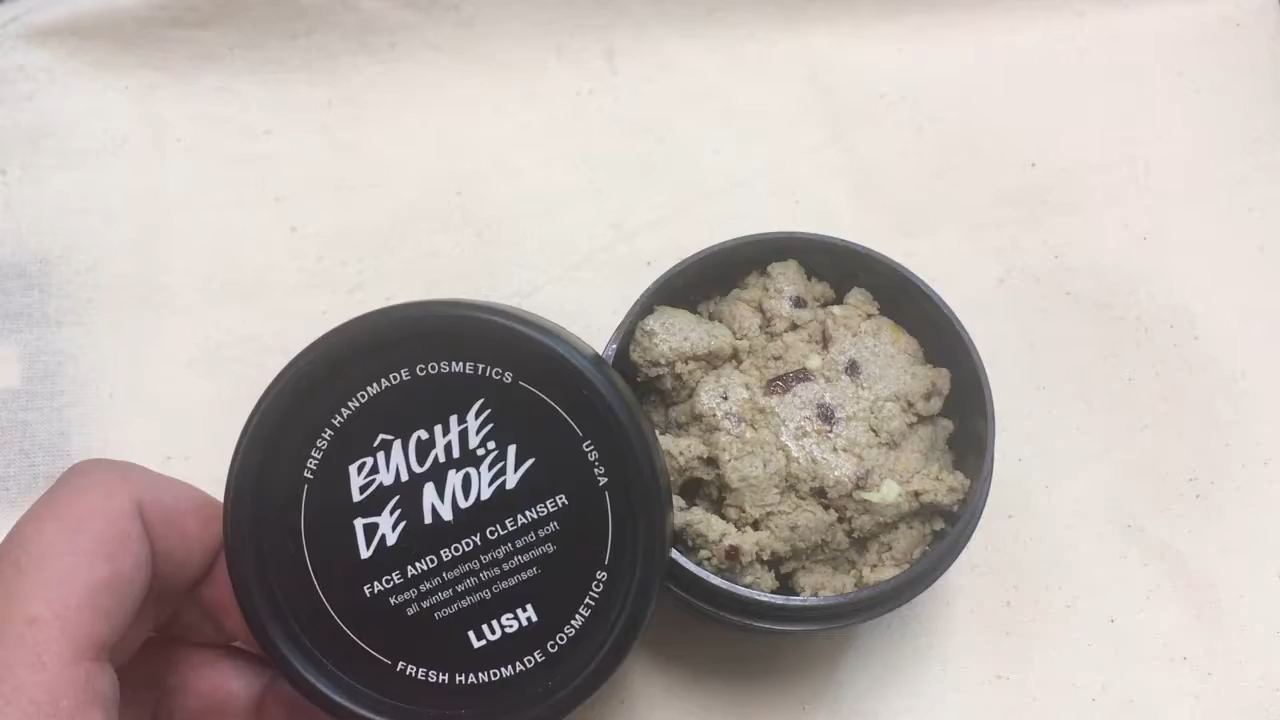 FRESH HANDMADE COSMETICS
US·2A
BÛCHE
DE NOËL
FACE AND BODY CLEANSER
Keep skin feeling bright and soft
all winter with this softening,
nourishing cleanser.
LUSH
FRESH HANDMADE COSMETICS